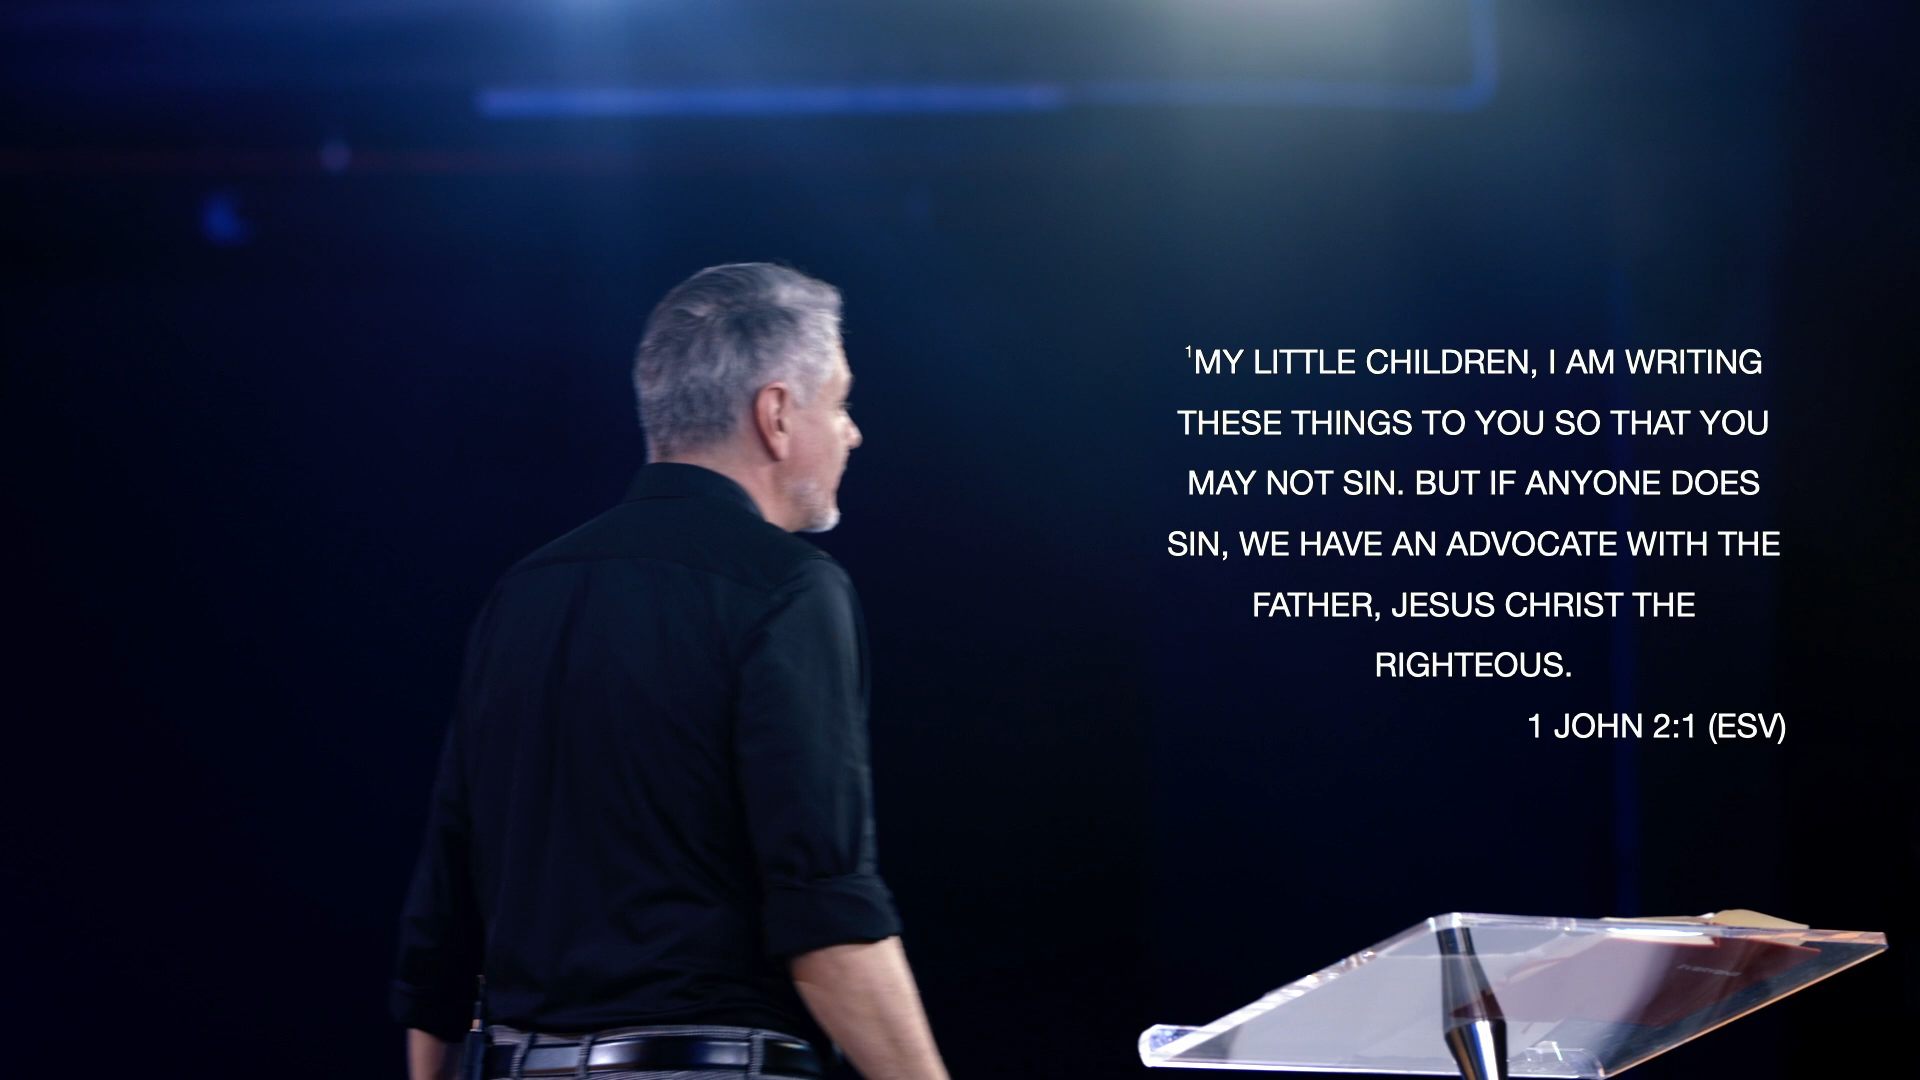 ¹MY LITTLE CHILDREN, I AM WRITING
THESE THINGS TO YOU SO THAT YOU
MAY NOT SIN. BUT IF ANYONE DOES
SIN, WE HAVE AN ADVOCATE WITH THE
FATHER, JESUS CHRIST THE
RIGHTEOUS.
1 JOHN 2:1 (ESV)